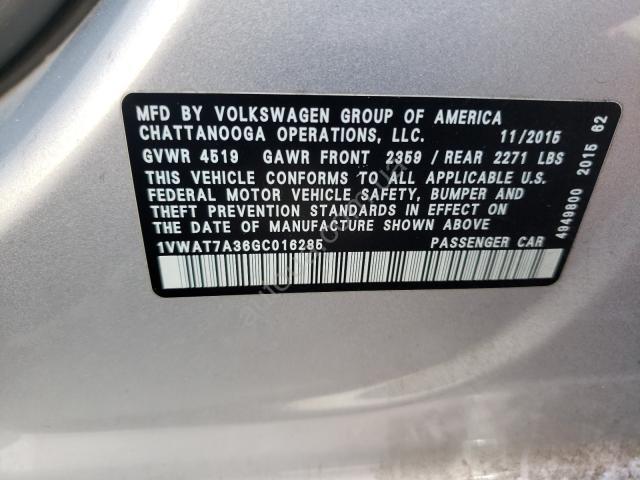 MFD BY VOLKSWAGEN GROUP OF AMERICA
CHATTANOOGA OPERATIONS, LLC. 11/2015
GVWR 4519 GAWR FRONT 2359 / REAR 2271 LBS
THIS VEHICLE CONFORMS TO ALL APPLICABLE U.S.
FEDERAL MOTOR VEHICLE SAFETY, BUMPER AND
THEFT PREVENTION STANDARDS IN EFFECT ON
THE DATE OF MANUFACTURE SHOWN ABOVE.
1VWAT7A36GC016285 PASSENGER CAR
4949800 2015 62